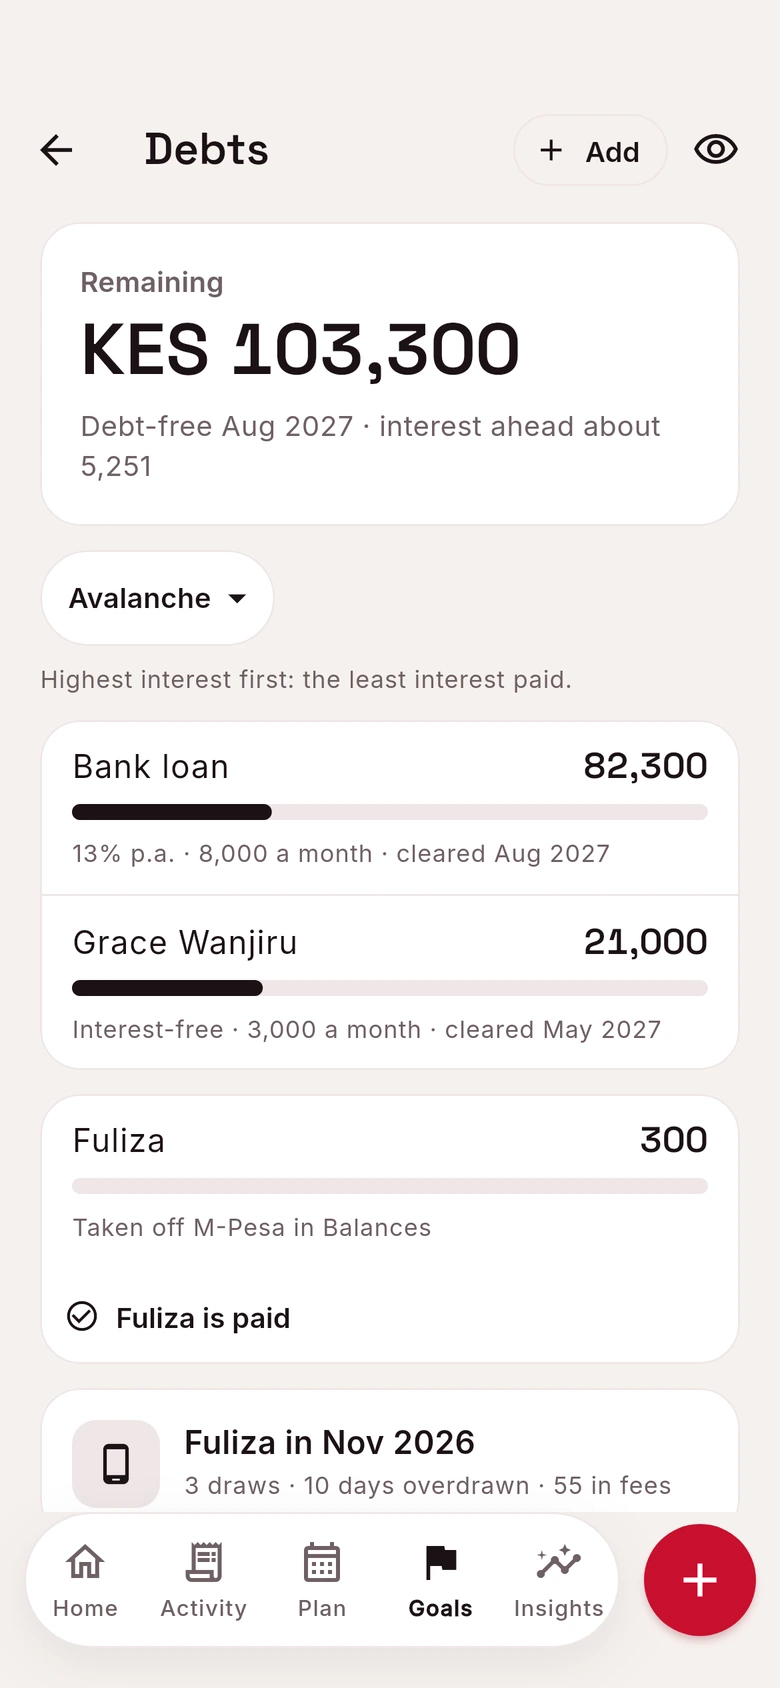 Debts
+ Add
Remaining
KES 103,300
Debt-free Aug 2027 · interest ahead about
5,251
Avalanche
Highest interest first: the least interest paid.
Bank loan 82,300
13% p.a. · 8,000 a month · cleared Aug 2027
Grace Wanjiru 21,000
Interest-free · 3,000 a month · cleared May 2027
Fuliza 300
Taken off M-Pesa in Balances
Fuliza is paid
Fuliza in Nov 2026
3 draws · 10 days overdrawn · 55 in fees
Home Activity Plan Goals Insights